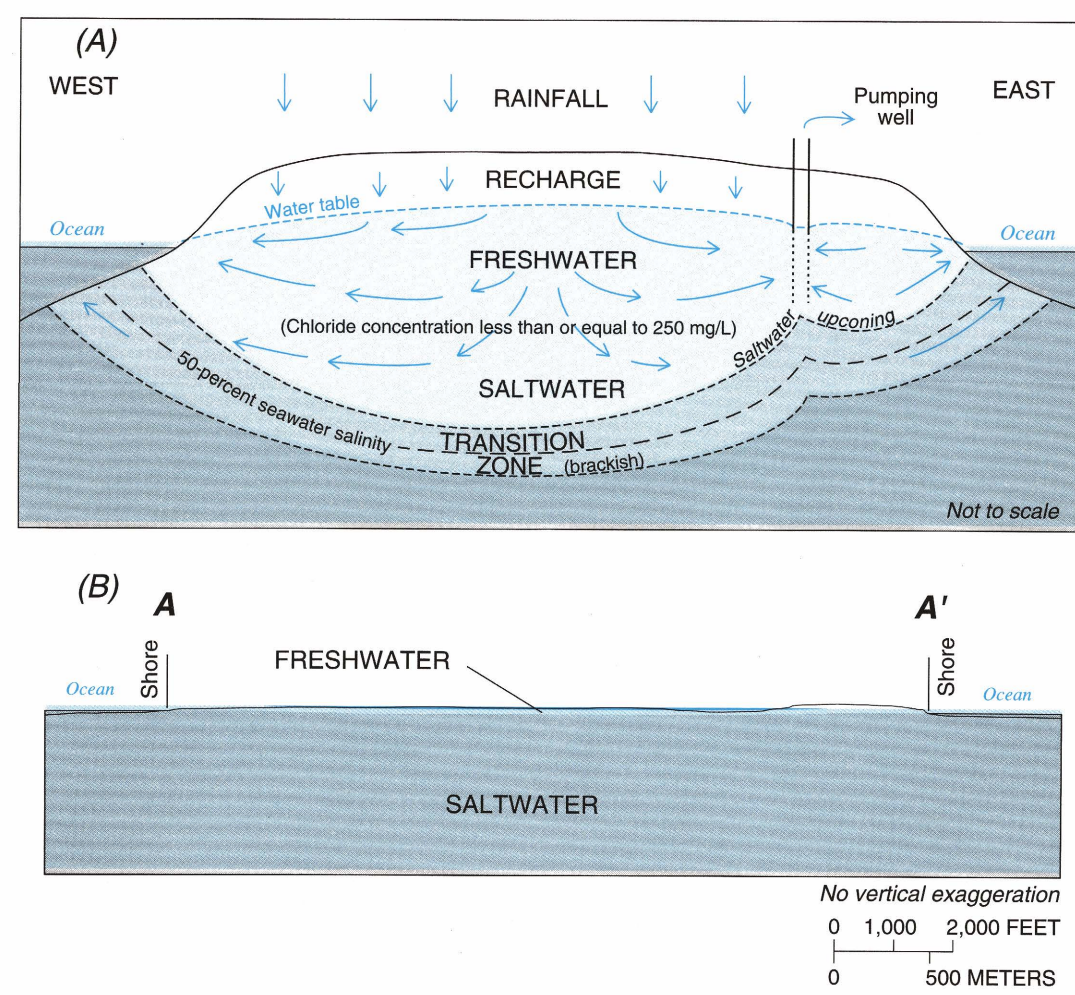 (A)
WEST
RAINFALL
Pumping
well
EAST
RECHARGE
Water table
Ocean
Ocean
FRESHWATER
(Chloride concentration less than or equal to 250 mg/L)
Saltwater upconing
SALTWATER
50-percent seawater salinity
TRANSITION
ZONE (brackish)
Not to scale
(B)
A
A'
Shore
FRESHWATER
Shore
Ocean
Ocean
SALTWATER
No vertical exaggeration
0 1,000 2,000 FEET
0 500 METERS